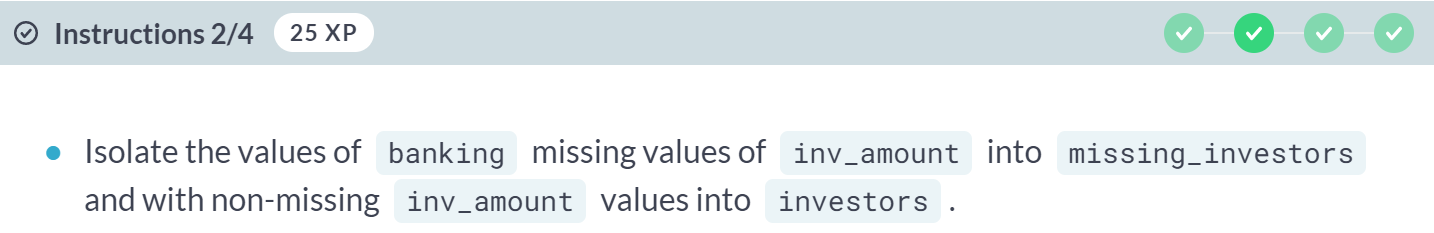 Instructions 2/4 25 XP
Isolate the values of banking missing values of inv_amount into missing_investors
and with non-missing inv_amount values into investors .